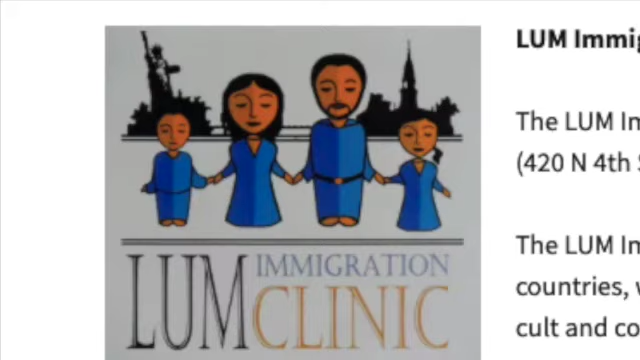 LUM IMMIGRATION
CLINIC
LUM Immig
The LUM Im
(420 N 4th S
The LUM Im
countries, w
cult and co